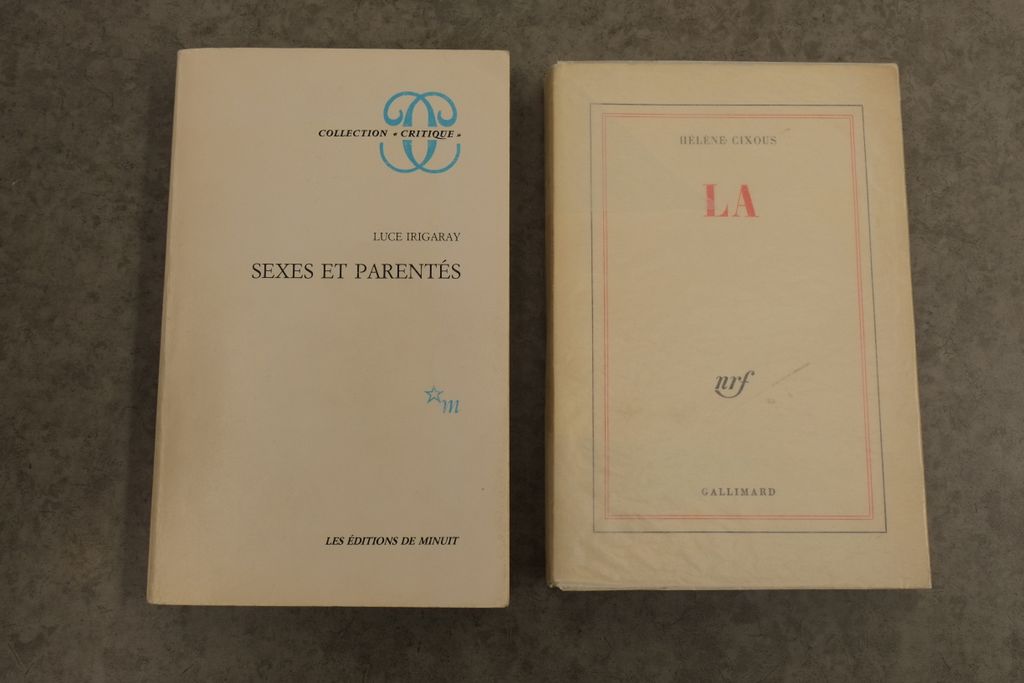 COLLECTION « CRITIQUE »
LUCE IRIGARAY
SEXES ET PARENTÉS
m
LES ÉDITIONS DE MINUIT
HÉLÈNE CIXOUS
LA
nrf
GALLIMARD